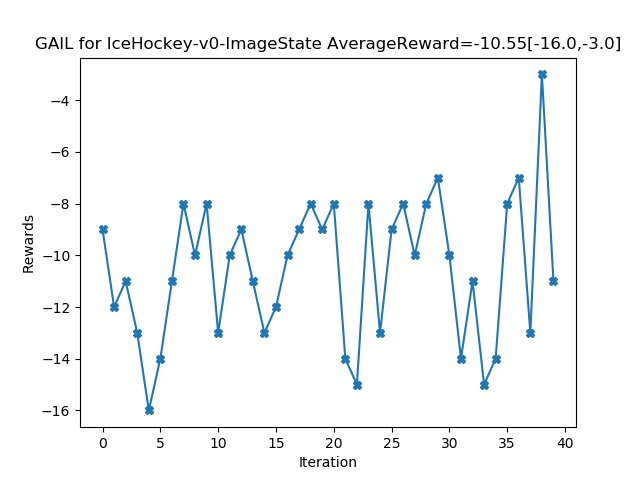 GAIL for IceHockey-v0-ImageState AverageReward=-10.55[-16.0,-3.0]
−4
−6
−8
−10
−12
−14
−16
Rewards
0 5 10 15 20 25 30 35 40
Iteration